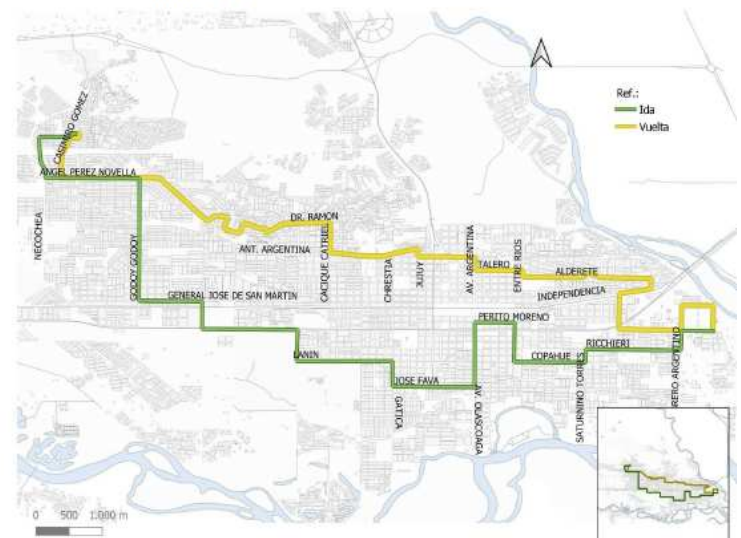 Ref.:
Ida
Vuelta
CASIMIRO GOMEZ
ANGEL PEREZ NOVELLA
NECOCHEA
GODOY GODOY
DR. RAMON
ANT. ARGENTINA
CACIQUE CATRIEL
CHRESTIA
JUJUY
AV. ARGENTINA
TALERO
ENTRE RIOS
ALDERETE
INDEPENDENCIA
GENERAL JOSE DE SAN MARTIN
PERITO MORENO
LANIN
COPAHUE
RICCHIERI
JOSE FAVA
GATICA
AV. OLASCOAGA
SATURNINO TORRES
RERO ARGENTINO
0 500 1.000 m